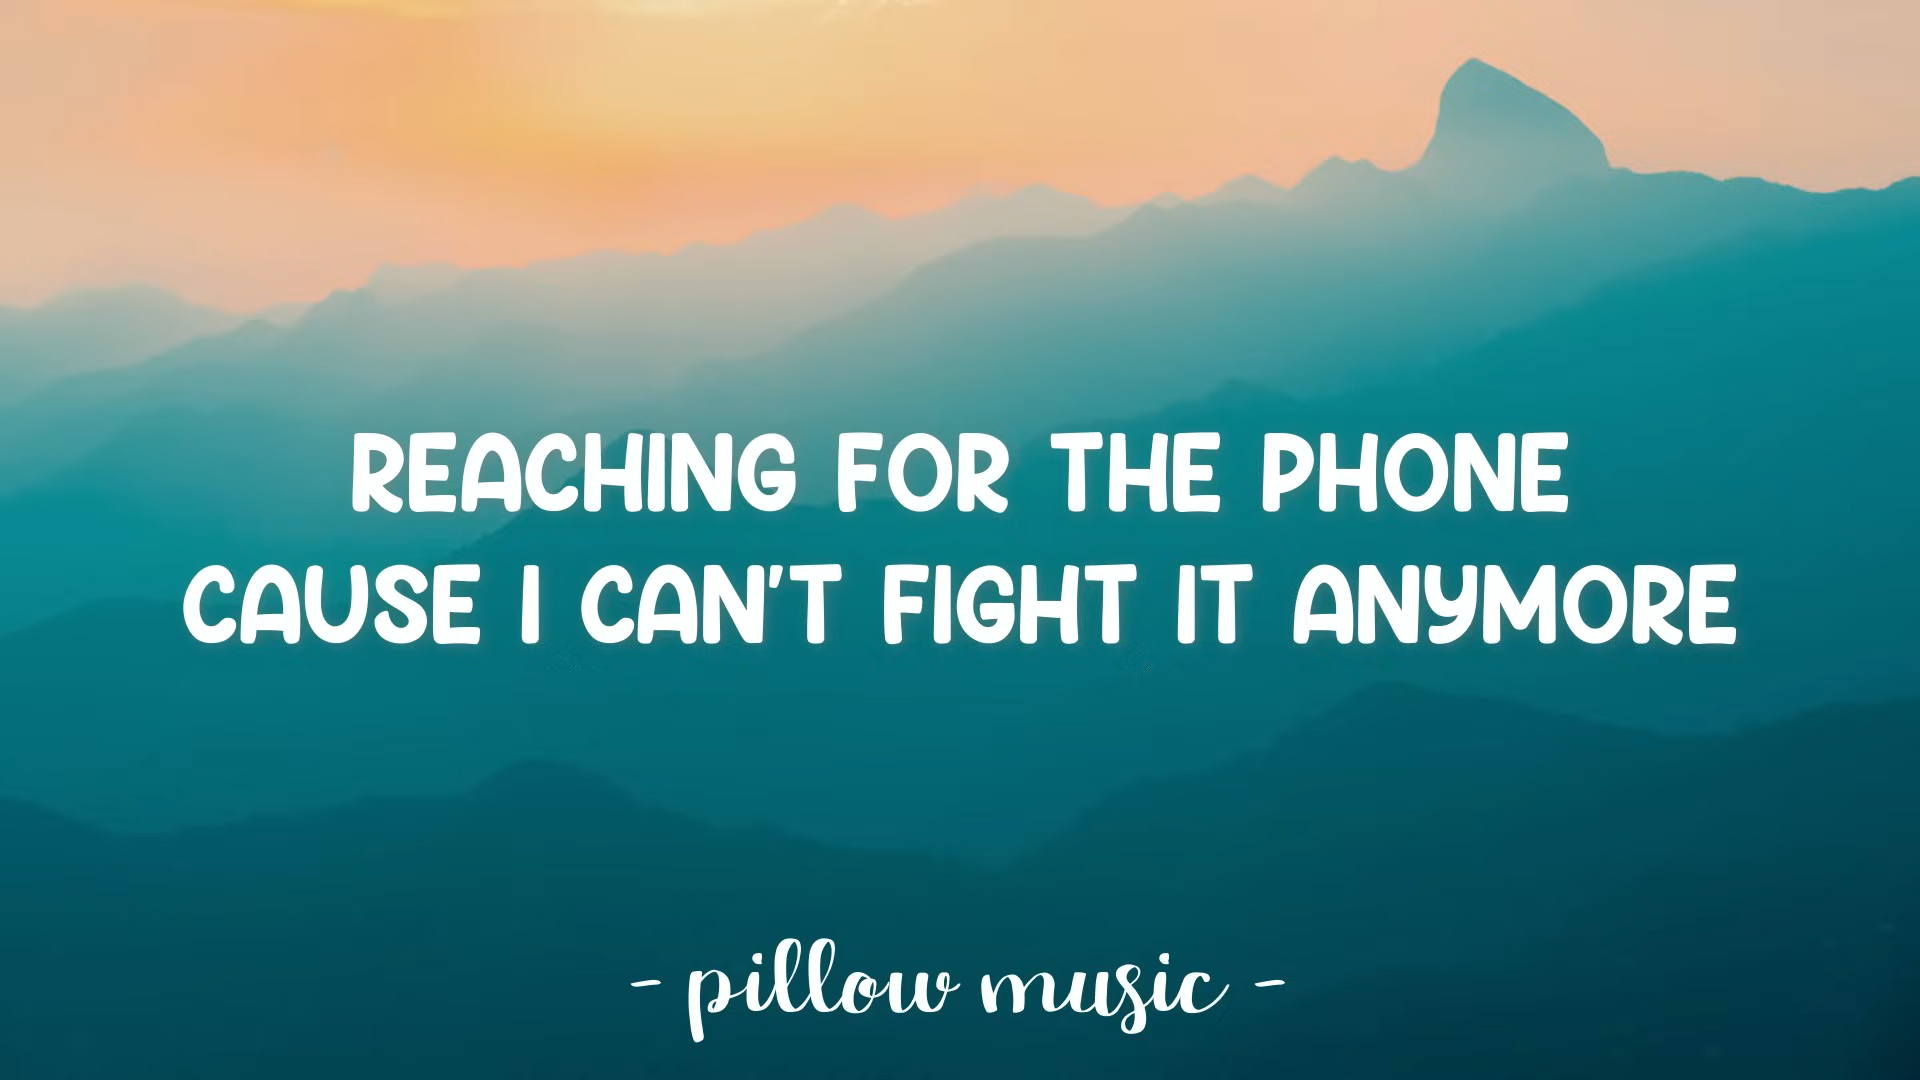 REACHING FOR THE PHONE
CAUSE I CAN'T FIGHT IT ANYMORE
- pillow music -